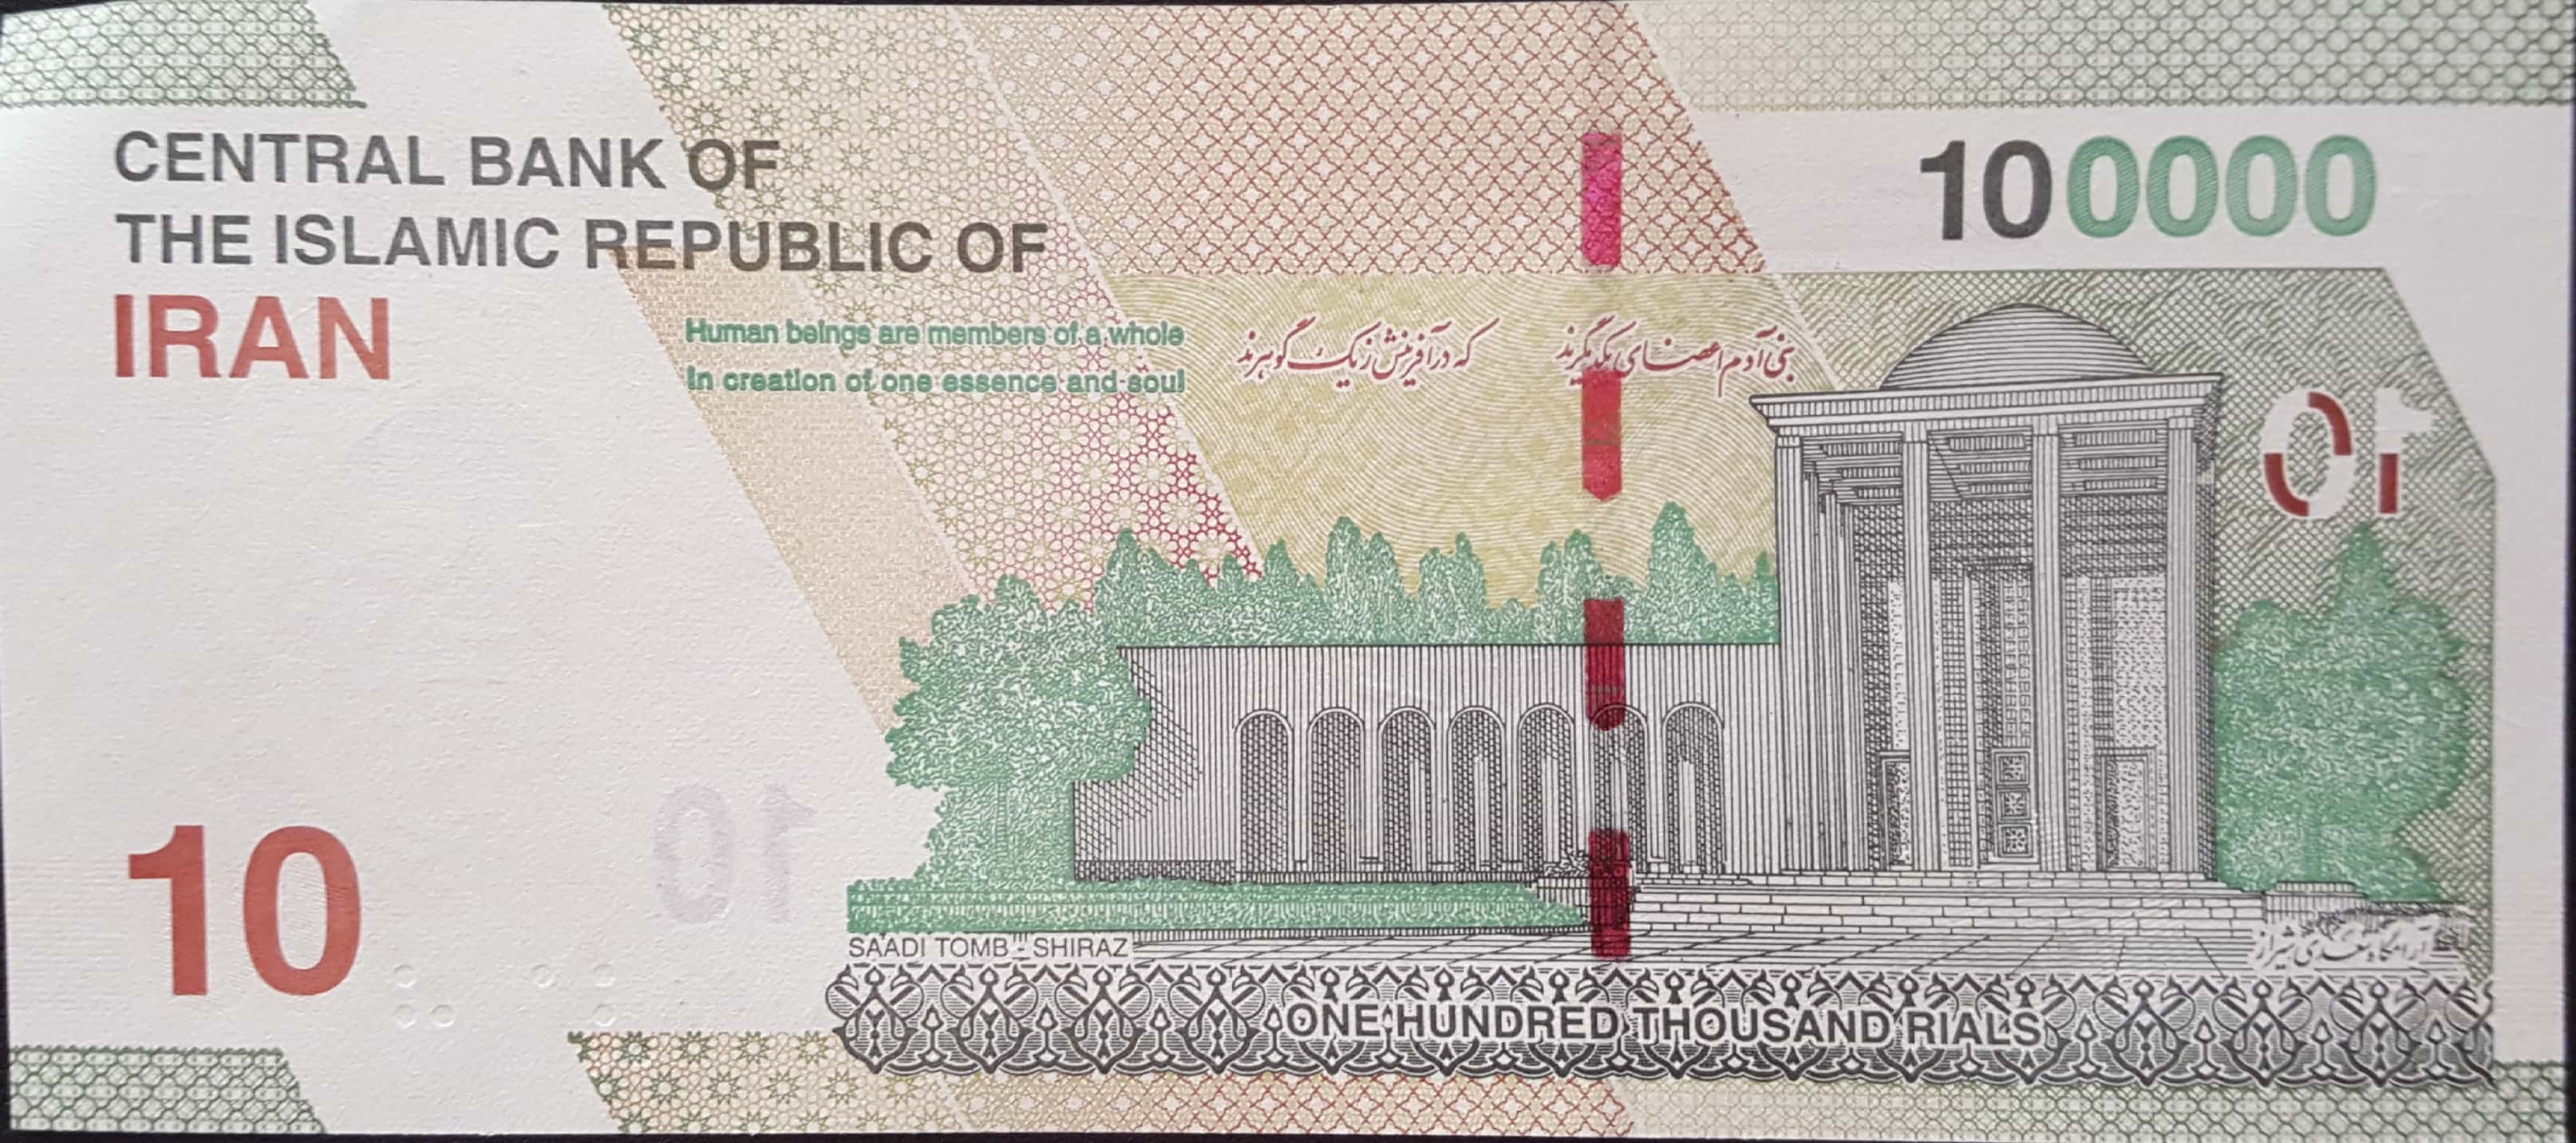 CENTRAL BANK OF
THE ISLAMIC REPUBLIC OF
IRAN
100000
Human beings are members of a whole
In creation of one essence and soul
بنی آدم اعضای یکدیگرند که در آفرینش ز یک گوهرند
10
SAADI TOMB - SHIRAZ
آرامگاه سعدی شیراز
ONE HUNDRED THOUSAND RIALS